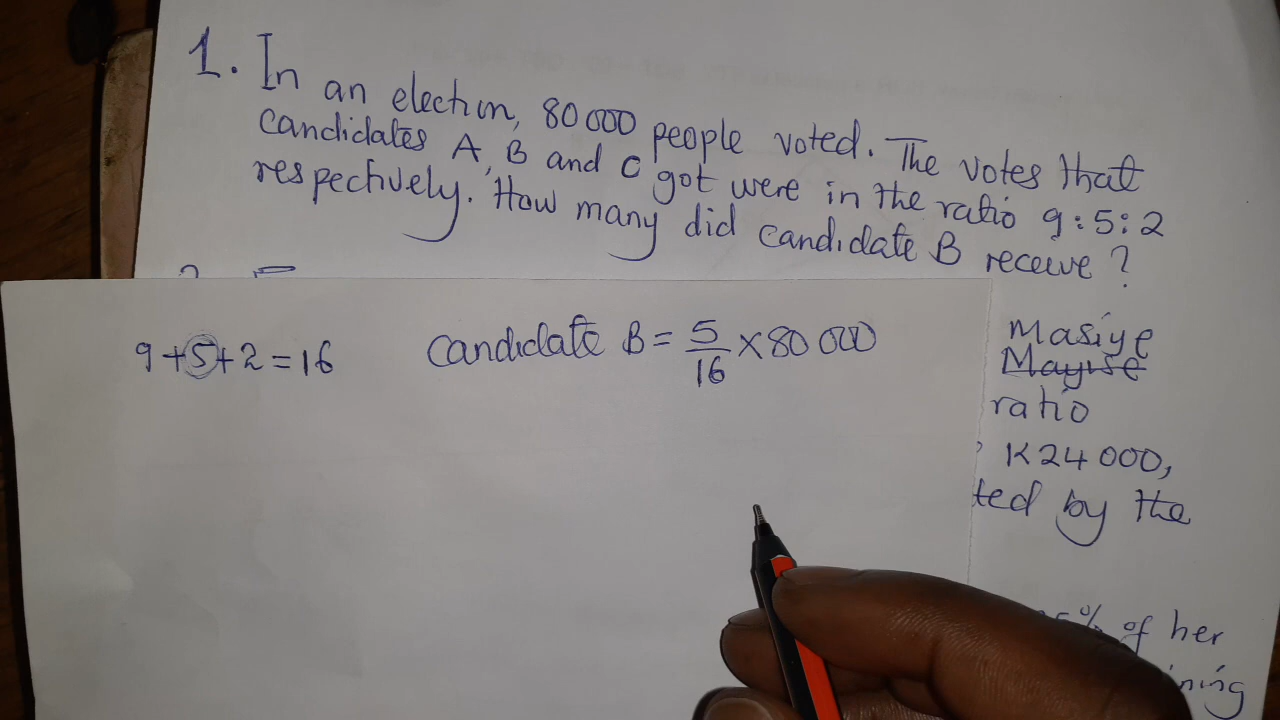 1. In an election, 80 000 people voted. The votes that
candidates A, B and C got were in the ratio 9:5:2
respectively. How many did candidate B receive?
2.
9+5+2=16
Candidate B = 5/16 × 80 000
Masiye
Mayise
ratio
K24 000,
ted by the
% of her
ning